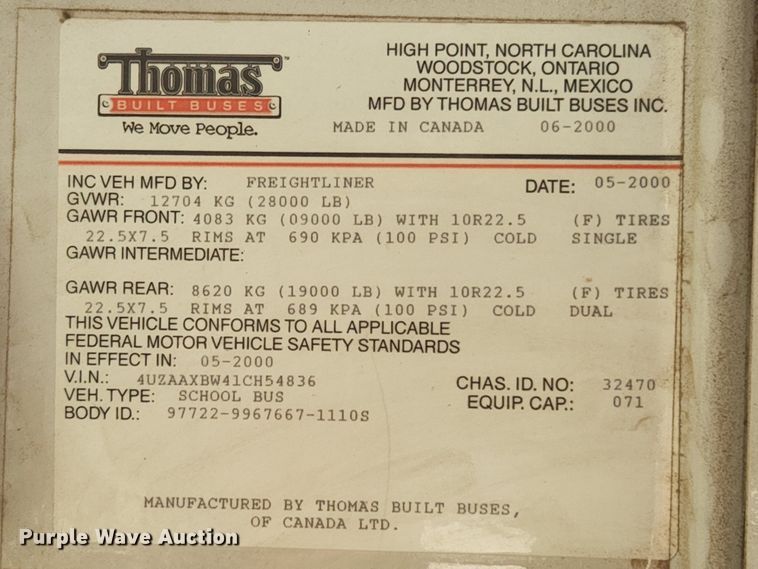 Thomas™
BUILT BUSES
We Move People.
HIGH POINT, NORTH CAROLINA
WOODSTOCK, ONTARIO
MONTERREY, N.L., MEXICO
MFD BY THOMAS BUILT BUSES INC.
MADE IN CANADA 06-2000
INC VEH MFD BY: FREIGHTLINER DATE: 05-2000
GVWR: 12704 KG (28000 LB)
GAWR FRONT: 4083 KG (09000 LB) WITH 10R22.5 (F) TIRES
22.5X7.5 RIMS AT 690 KPA (100 PSI) COLD SINGLE
GAWR INTERMEDIATE:
GAWR REAR: 8620 KG (19000 LB) WITH 10R22.5 (F) TIRES
22.5X7.5 RIMS AT 689 KPA (100 PSI) COLD DUAL
THIS VEHICLE CONFORMS TO ALL APPLICABLE
FEDERAL MOTOR VEHICLE SAFETY STANDARDS
IN EFFECT IN: 05-2000
V.I.N.: 4UZAAXBW41CH54836 CHAS. ID. NO: 32470
VEH. TYPE: SCHOOL BUS EQUIP. CAP.: 071
BODY ID.: 97722-9967667-1110S
MANUFACTURED BY THOMAS BUILT BUSES,
OF CANADA LTD.
Purple Wave Auction